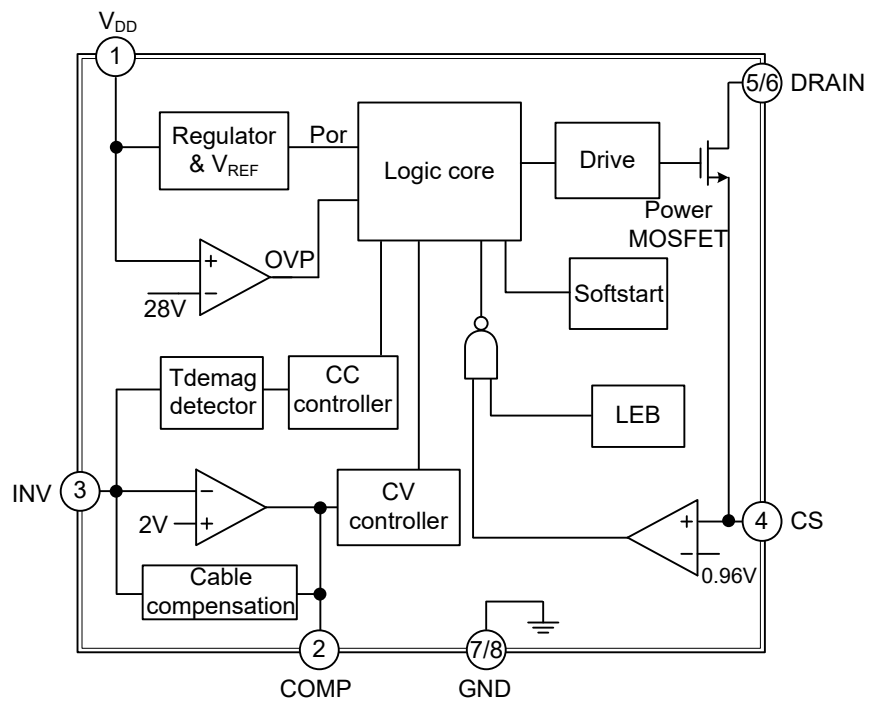 VDD
1
5/6 DRAIN
Regulator
& VREF
Por
Logic core
Drive
Power
MOSFET
+
OVP
−
28V
Softstart
Tdemag
detector
CC
controller
LEB
INV 3
−
2V +
CV
controller
+
4 CS
−
0.96V
Cable
compensation
2
7/8
COMP
GND